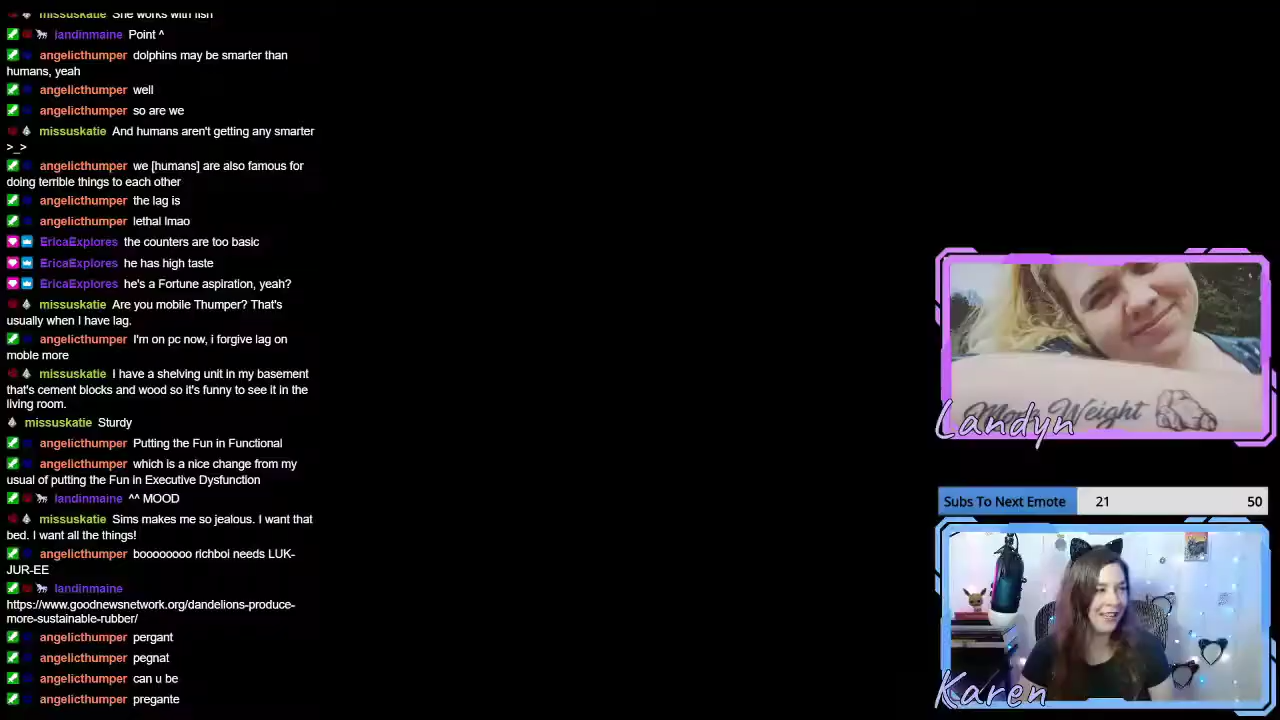 missuskatie She works with fish
landinmaine Point ^
angelicthumper dolphins may be smarter than
humans, yeah
angelicthumper well
angelicthumper so are we
missuskatie And humans aren't getting any smarter
>_>
angelicthumper we [humans] are also famous for
doing terrible things to each other
angelicthumper the lag is
angelicthumper lethal lmao
EricaExplores the counters are too basic
EricaExplores he has high taste
EricaExplores he's a Fortune aspiration, yeah?
missuskatie Are you mobile Thumper? That's
usually when I have lag.
angelicthumper I'm on pc now, i forgive lag on
moble more
missuskatie I have a shelving unit in my basement
that's cement blocks and wood so it's funny to see it in the
living room.
missuskatie Sturdy
angelicthumper Putting the Fun in Functional
angelicthumper which is a nice change from my
usual of putting the Fun in Executive Dysfunction
landinmaine ^^ MOOD
missuskatie Sims makes me so jealous. I want that
bed. I want all the things!
angelicthumper boooooooo richboi needs LUK-
JUR-EE
landinmaine
https://www.goodnewsnetwork.org/dandelions-produce-
more-sustainable-rubber/
angelicthumper pergant
angelicthumper pegnat
angelicthumper can u be
angelicthumper pregante
More Weight
Landyn
Subs To Next Emote 21 50
Karen